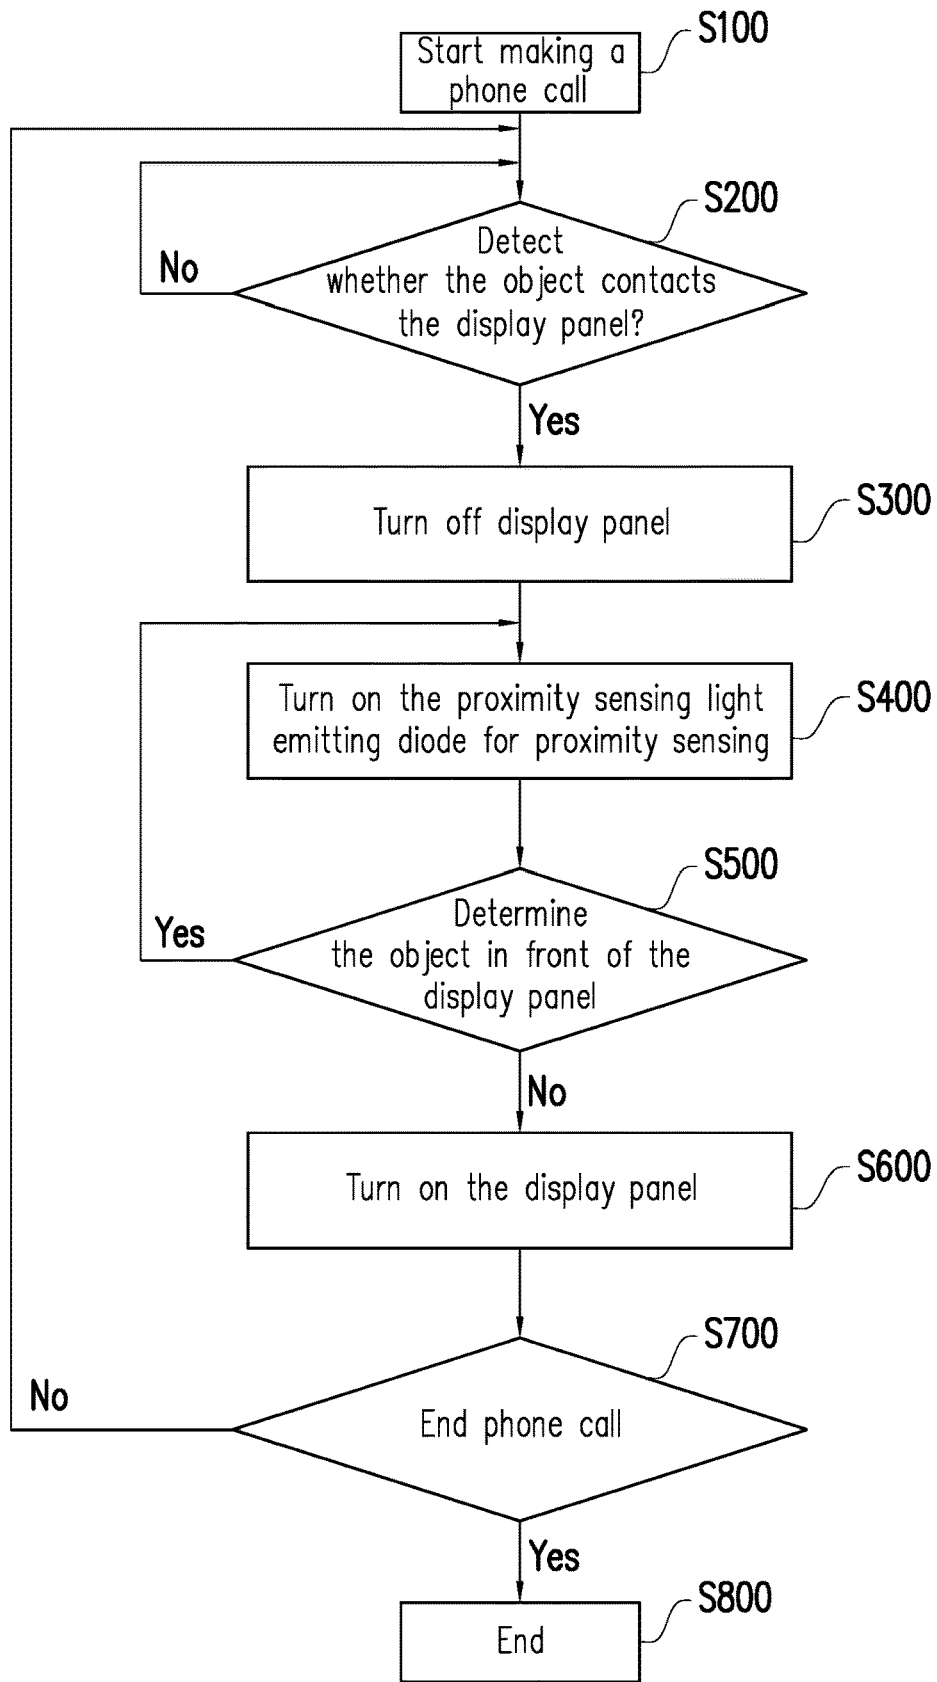 S100
Start making a
phone call
S200
Detect
whether the object contacts
the display panel?
No
Yes
S300
Turn off display panel
S400
Turn on the proximity sensing light
emitting diode for proximity sensing
S500
Determine
the object in front of the
display panel
Yes
No
S600
Turn on the display panel
S700
End phone call
No
Yes
S800
End